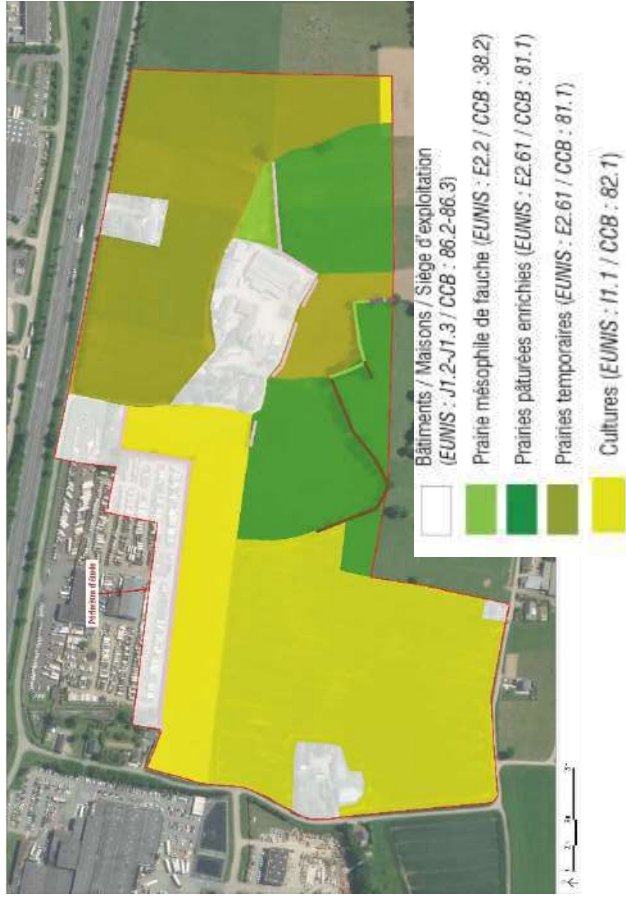 Périmètre d'étude
Bâtiments / Maisons / Siège d'exploitation
(EUNIS : J1.2-J1.3 / CCB : 86.2-86.3)
Prairie mésophile de fauche (EUNIS : E2.2 / CCB : 38.2)
Prairies pâturées enrichies (EUNIS : E2.61 / CCB : 81.1)
Prairies temporaires (EUNIS : E2.61 / CCB : 81.1)
Cultures (EUNIS : I1.1 / CCB : 82.1)